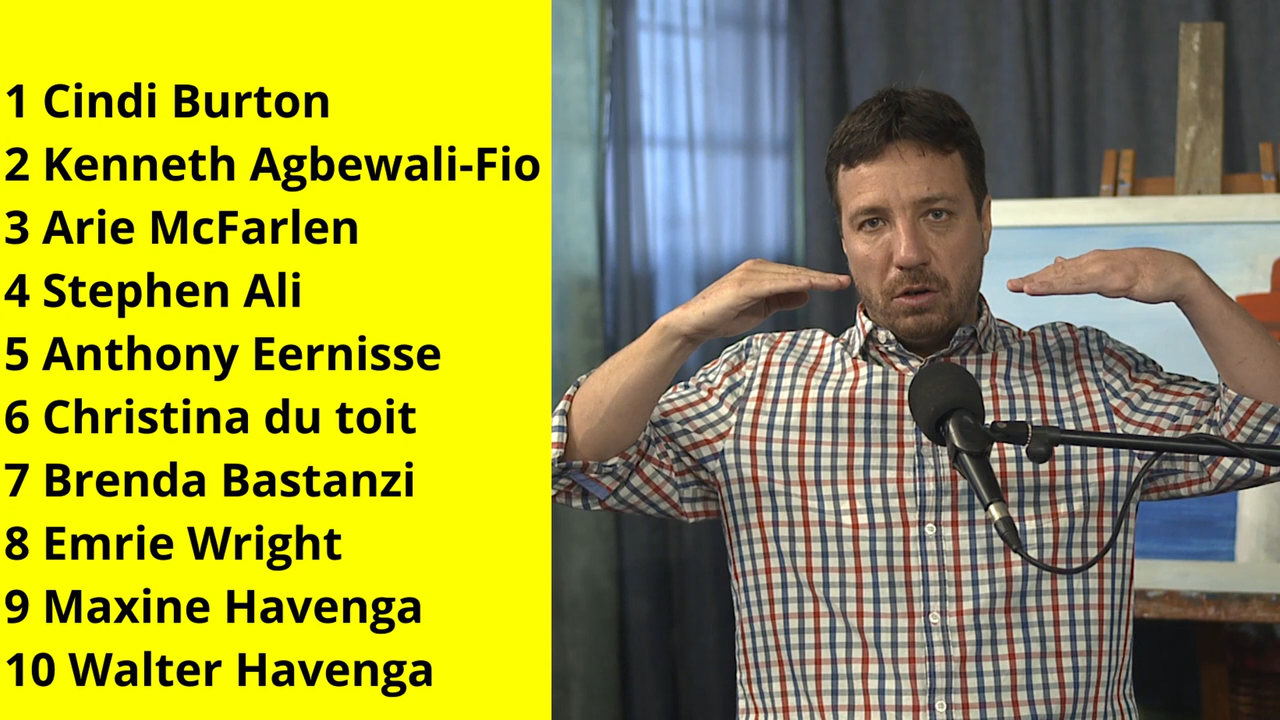 1 Cindi Burton
2 Kenneth Agbewali-Fio
3 Arie McFarlen
4 Stephen Ali
5 Anthony Eernisse
6 Christina du toit
7 Brenda Bastanzi
8 Emrie Wright
9 Maxine Havenga
10 Walter Havenga